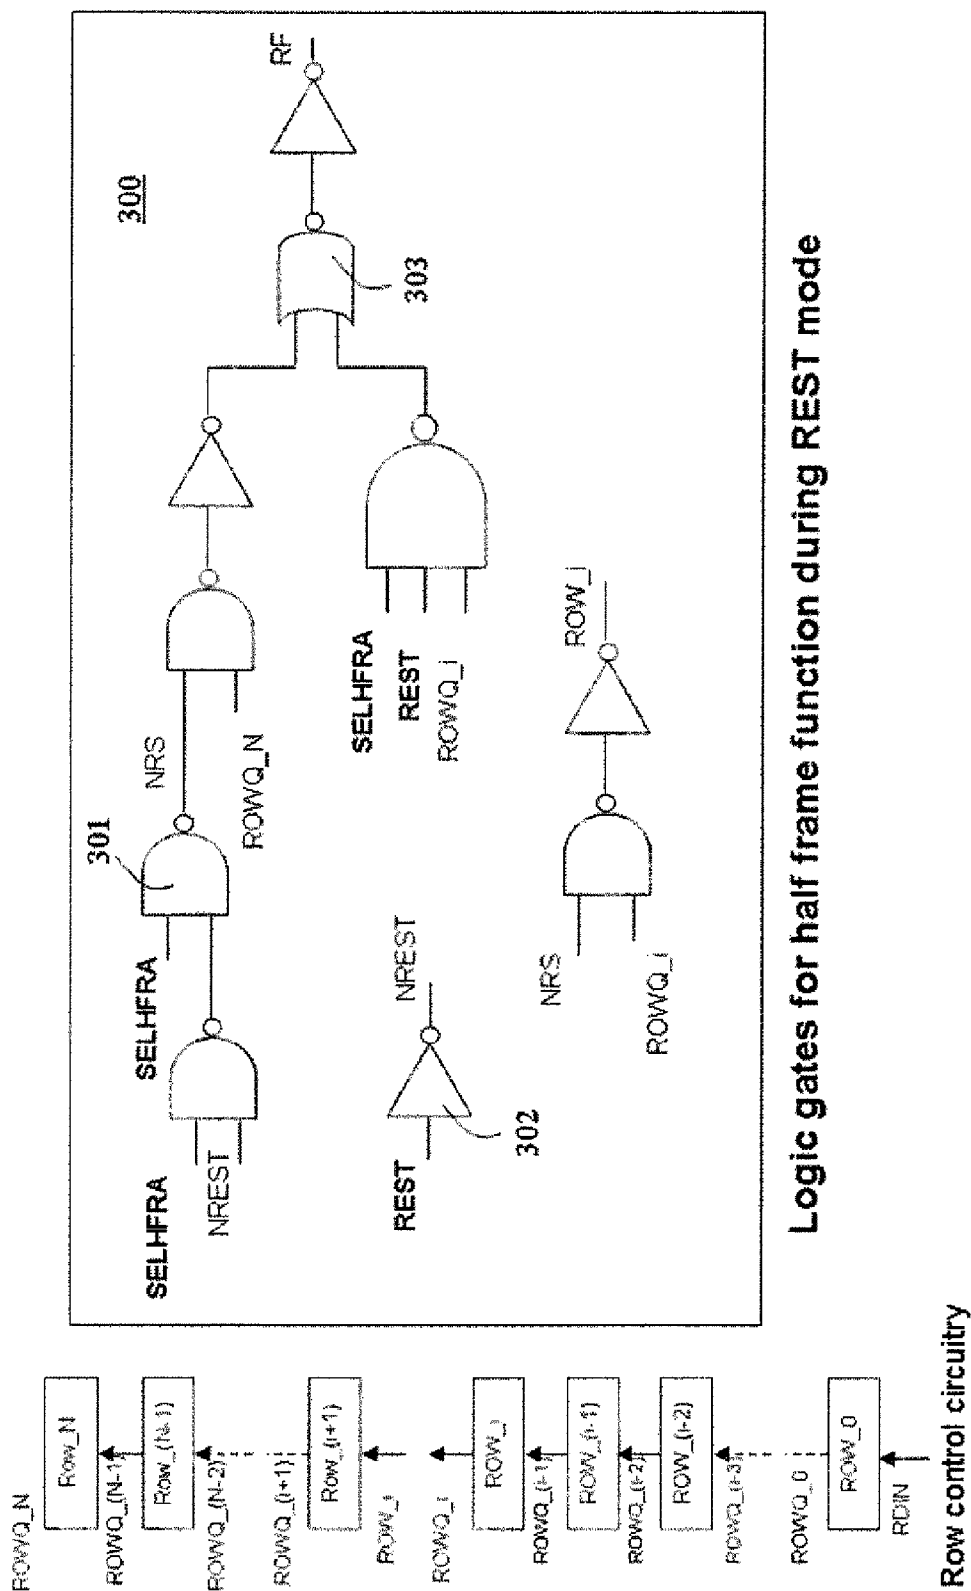 300
SELHFRA
NREST
SELHFRA
301
NRS
ROWQ_N
RF
303
SELHFRA
REST
ROWQ_i
REST
302
NREST
NRS
ROWQ_i
ROW_i
Logic gates for half frame function during REST mode
ROWQ_N
Row_N
ROWQ_(N-1)
Row_(N-1)
ROWQ_(N-2)
ROWQ_(i+1)
Row_(i+1)
ROW_i
ROWQ_i
ROW_i
ROWQ_(i-1)
ROW_(i-1)
ROWQ_(i-2)
ROW_(i-2)
ROWQ_(i-3)
ROWQ_0
ROW_0
RDIN
Row control circuitry